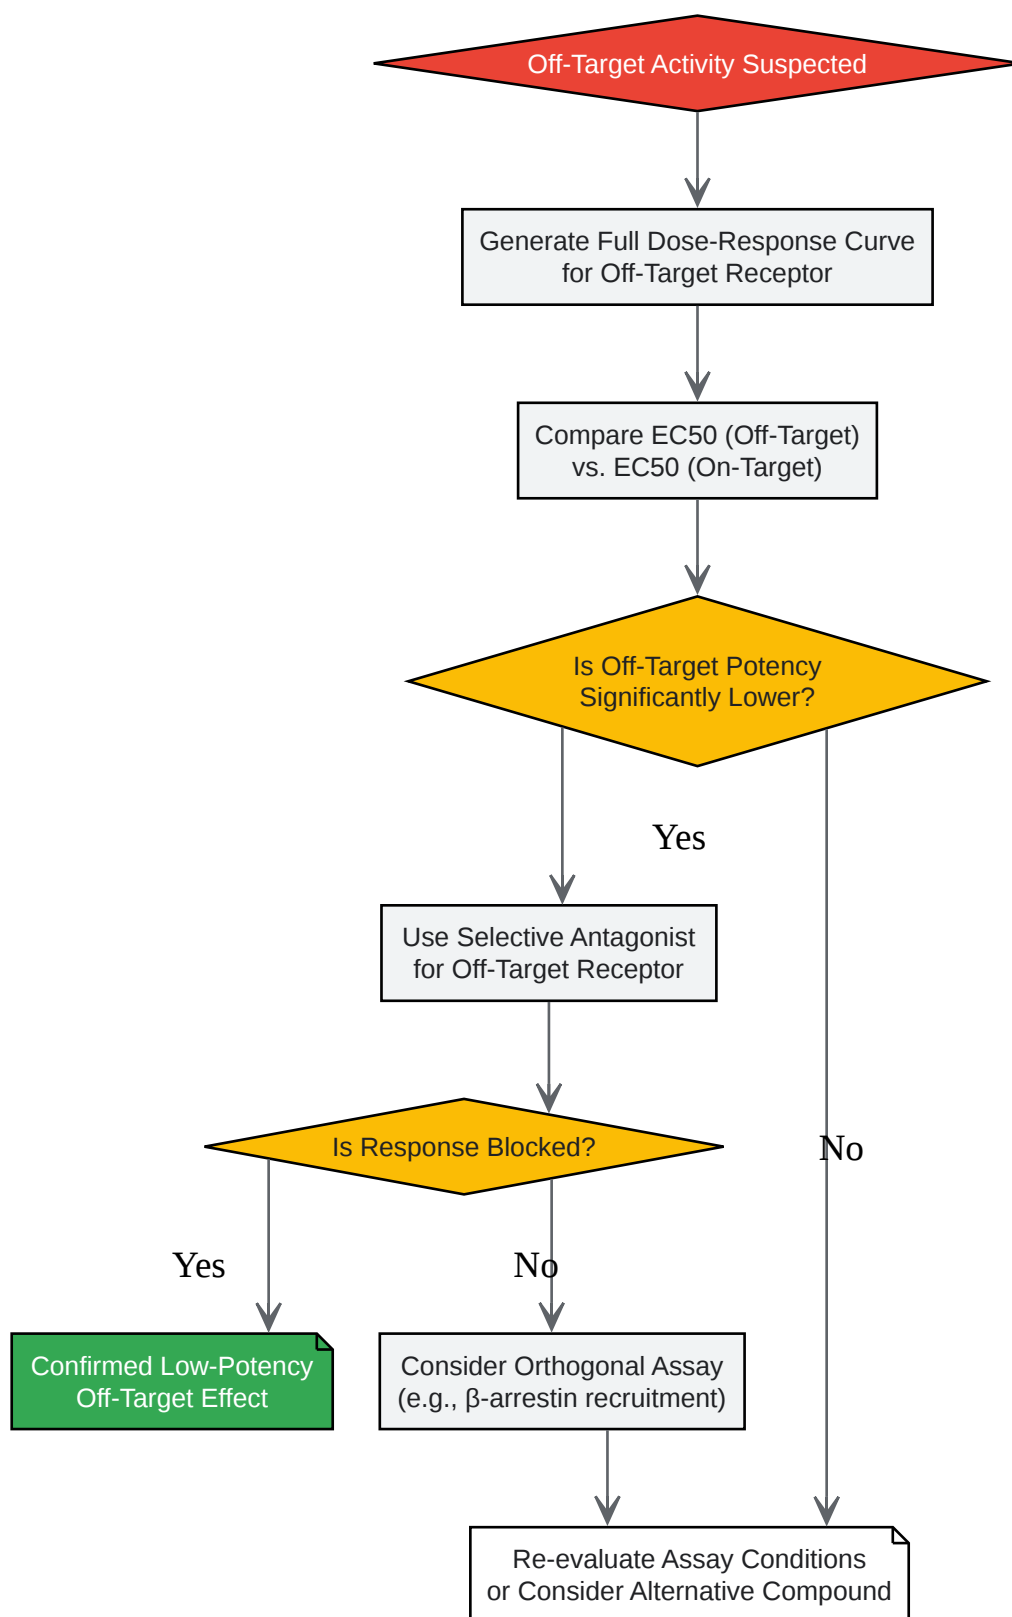 Off-Target Activity Suspected
Generate Full Dose-Response Curve
for Off-Target Receptor
Compare EC50 (Off-Target)
vs. EC50 (On-Target)
Is Off-Target Potency
Significantly Lower?
Yes
Use Selective Antagonist
for Off-Target Receptor
Is Response Blocked?
No
Yes
No
Confirmed Low-Potency
Off-Target Effect
Consider Orthogonal Assay
(e.g., β-arrestin recruitment)
Re-evaluate Assay Conditions
or Consider Alternative Compound